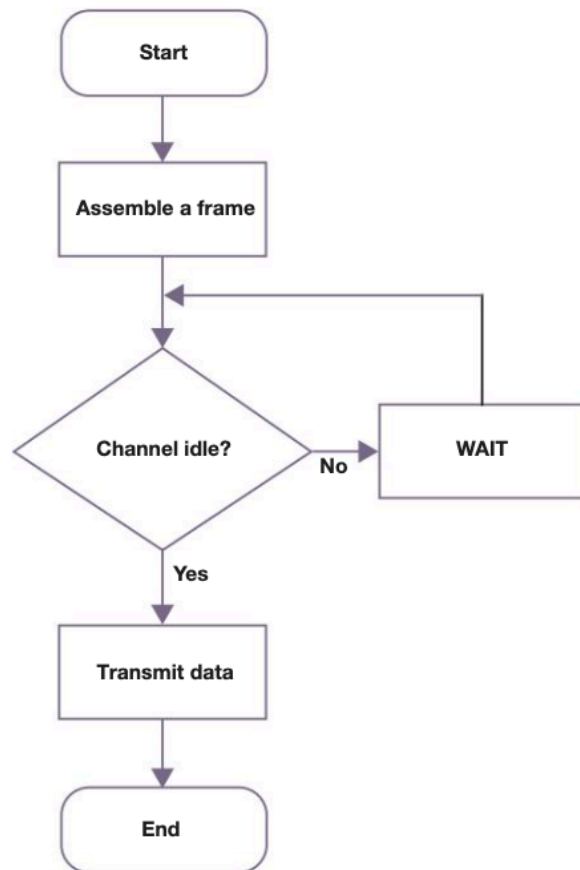 Start
Assemble a frame
Channel idle?
No
WAIT
Yes
Transmit data
End